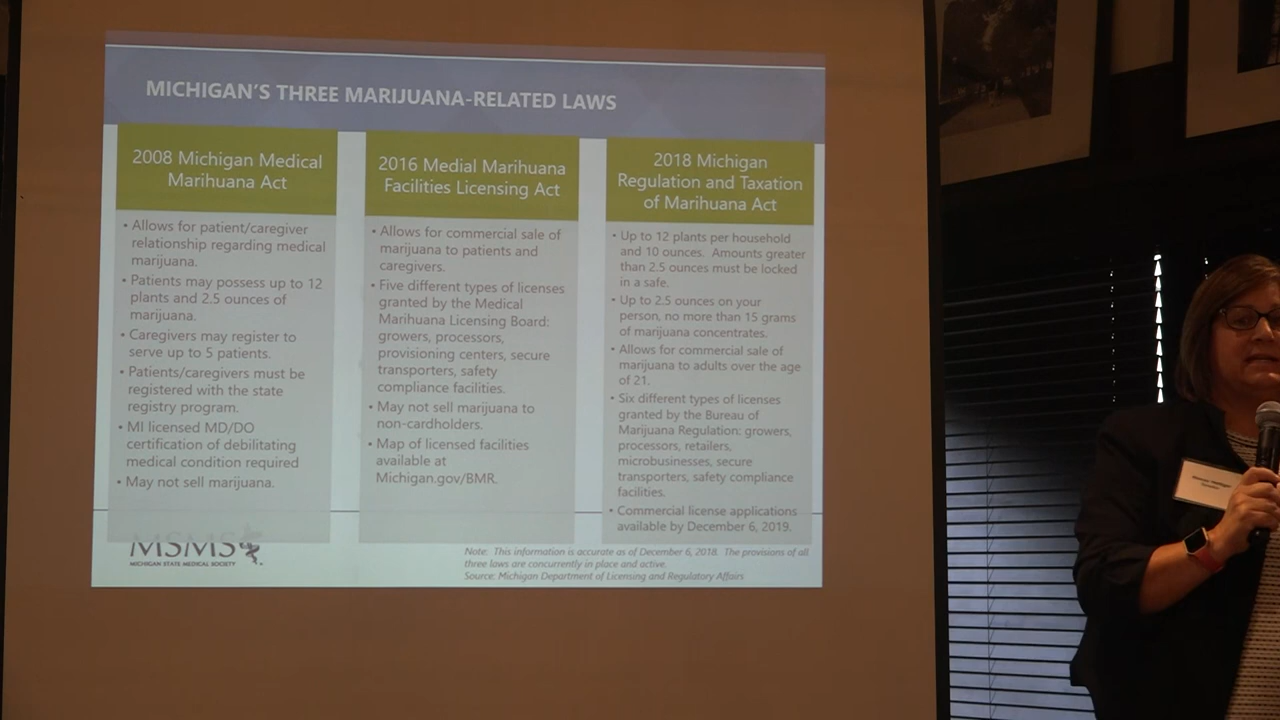 MICHIGAN'S THREE MARIJUANA-RELATED LAWS
2008 Michigan Medical
Marihuana Act
• Allows for patient/caregiver
relationship regarding medical
marijuana.
• Patients may possess up to 12
plants and 2.5 ounces of
marijuana.
• Caregivers may register to
serve up to 5 patients.
• Patients/caregivers must be
registered with the state
registry program.
• MI licensed MD/DO
certification of debilitating
medical condition required
• May not sell marijuana.
2016 Medial Marihuana
Facilities Licensing Act
• Allows for commercial sale of
marijuana to patients and
caregivers.
• Five different types of licenses
granted by the Medical
Marihuana Licensing Board:
growers, processors,
provisioning centers, secure
transporters, safety
compliance facilities.
• May not sell marijuana to
non-cardholders.
• Map of licensed facilities
available at
Michigan.gov/BMR.
2018 Michigan
Regulation and Taxation
of Marihuana Act
• Up to 12 plants per household
and 10 ounces. Amounts greater
than 2.5 ounces must be locked
in a safe.
• Up to 2.5 ounces on your
person, no more than 15 grams
of marijuana concentrates.
• Allows for commercial sale of
marijuana to adults over the age
of 21.
• Six different types of licenses
granted by the Bureau of
Marijuana Regulation: growers,
processors, retailers,
microbusinesses, secure
transporters, safety compliance
facilities.
• Commercial license applications
available by December 6, 2019.
MSMS
MICHIGAN STATE MEDICAL SOCIETY
Note: This information is accurate as of December 6, 2018. The provisions of all
three laws are concurrently in place and active.
Source: Michigan Department of Licensing and Regulatory Affairs